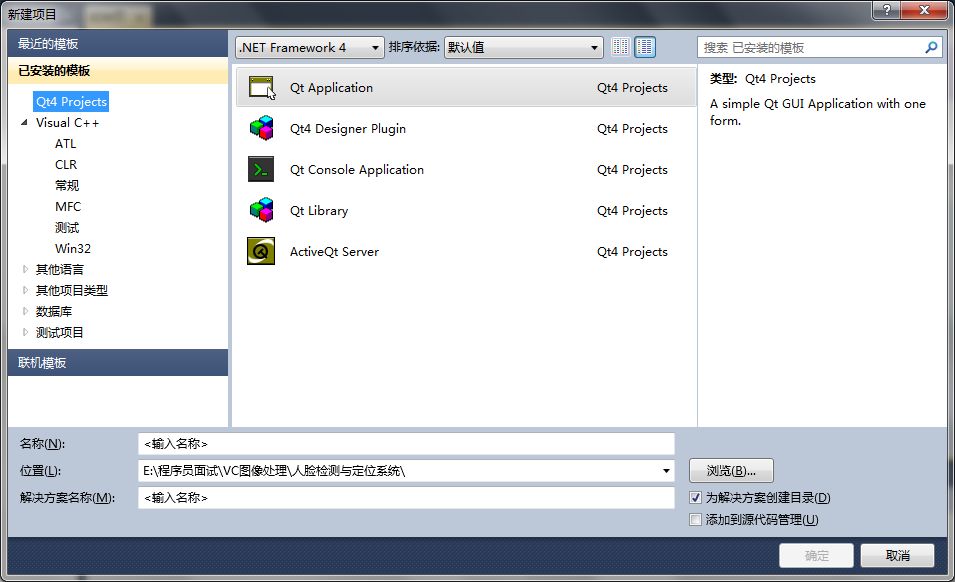 新建项目
最近的模板
已安装的模板
Qt4 Projects
Visual C++
ATL
CLR
常规
MFC
测试
Win32
其他语言
其他项目类型
数据库
测试项目
联机模板
.NET Framework 4 排序依据: 默认值
Qt Application Qt4 Projects
Qt4 Designer Plugin Qt4 Projects
Qt Console Application Qt4 Projects
Qt Library Qt4 Projects
ActiveQt Server Qt4 Projects
搜索 已安装的模板
类型: Qt4 Projects
A simple Qt GUI Application with one
form.
名称(N): <输入名称>
位置(L): E:\程序员面试\VC图像处理\人脸检测与定位系统\ 浏览(B)...
解决方案名称(M): <输入名称> 为解决方案创建目录(D)
添加到源代码管理(U)
确定 取消